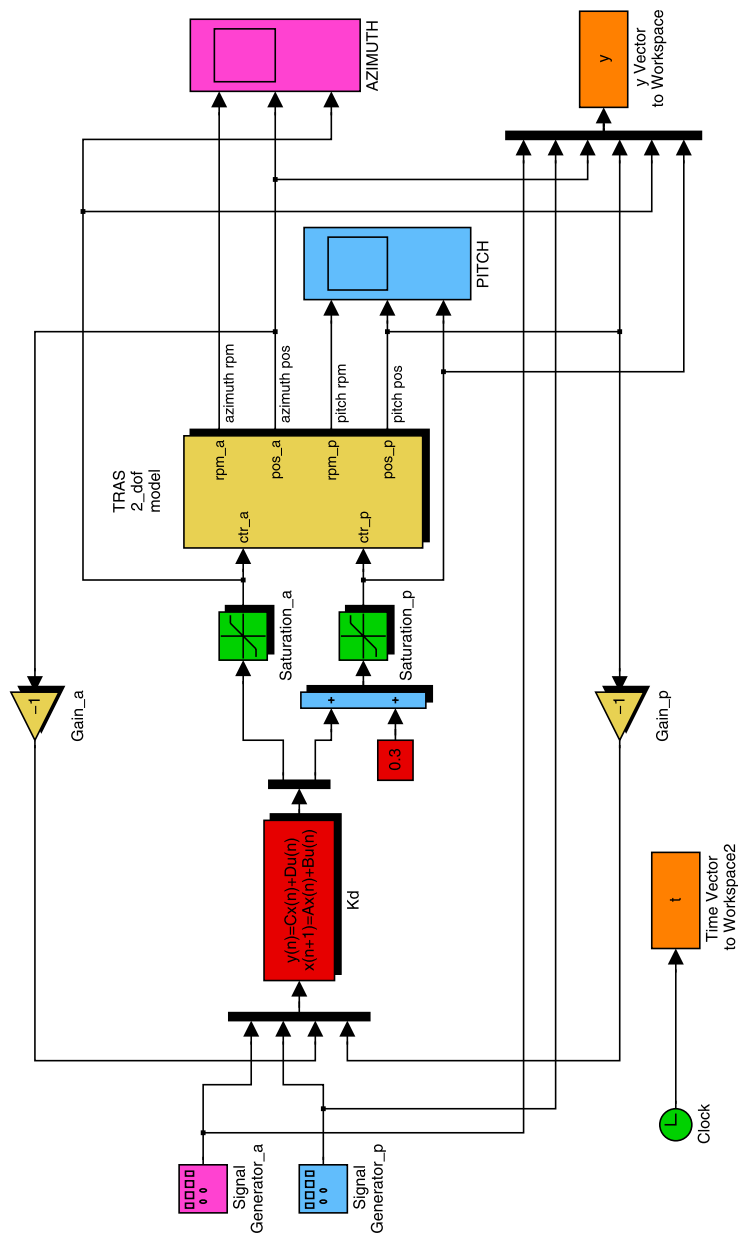 Signal
Generator_a
Signal
Generator_p
y(n)=Cx(n)+Du(n)
x(n+1)=Ax(n)+Bu(n)
Kd
0.3
+
+
Gain_a
-1
Gain_p
-1
Saturation_a
Saturation_p
TRAS
2_dof
model
ctr_a
ctr_p
rpm_a
pos_a
rpm_p
pos_p
azimuth rpm
azimuth pos
pitch rpm
pitch pos
AZIMUTH
PITCH
y
y Vector
to Workspace
Clock
t
Time Vector
to Workspace2